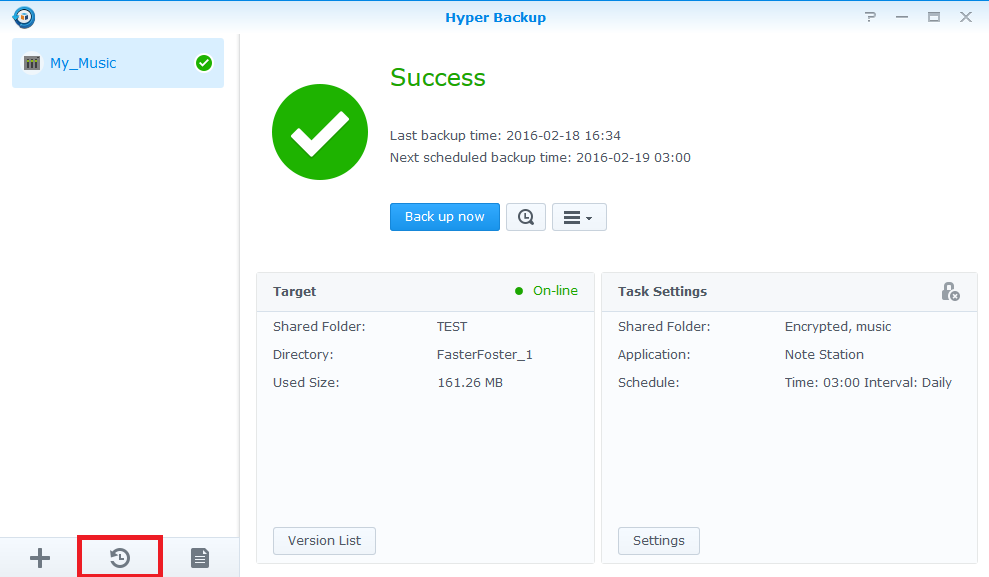 Hyper Backup
My_Music
Success
Last backup time: 2016-02-18 16:34
Next scheduled backup time: 2016-02-19 03:00
Back up now
Target
On-line
Shared Folder: TEST
Directory: FasterFoster_1
Used Size: 161.26 MB
Version List
Task Settings
Shared Folder: Encrypted, music
Application: Note Station
Schedule: Time: 03:00 Interval: Daily
Settings